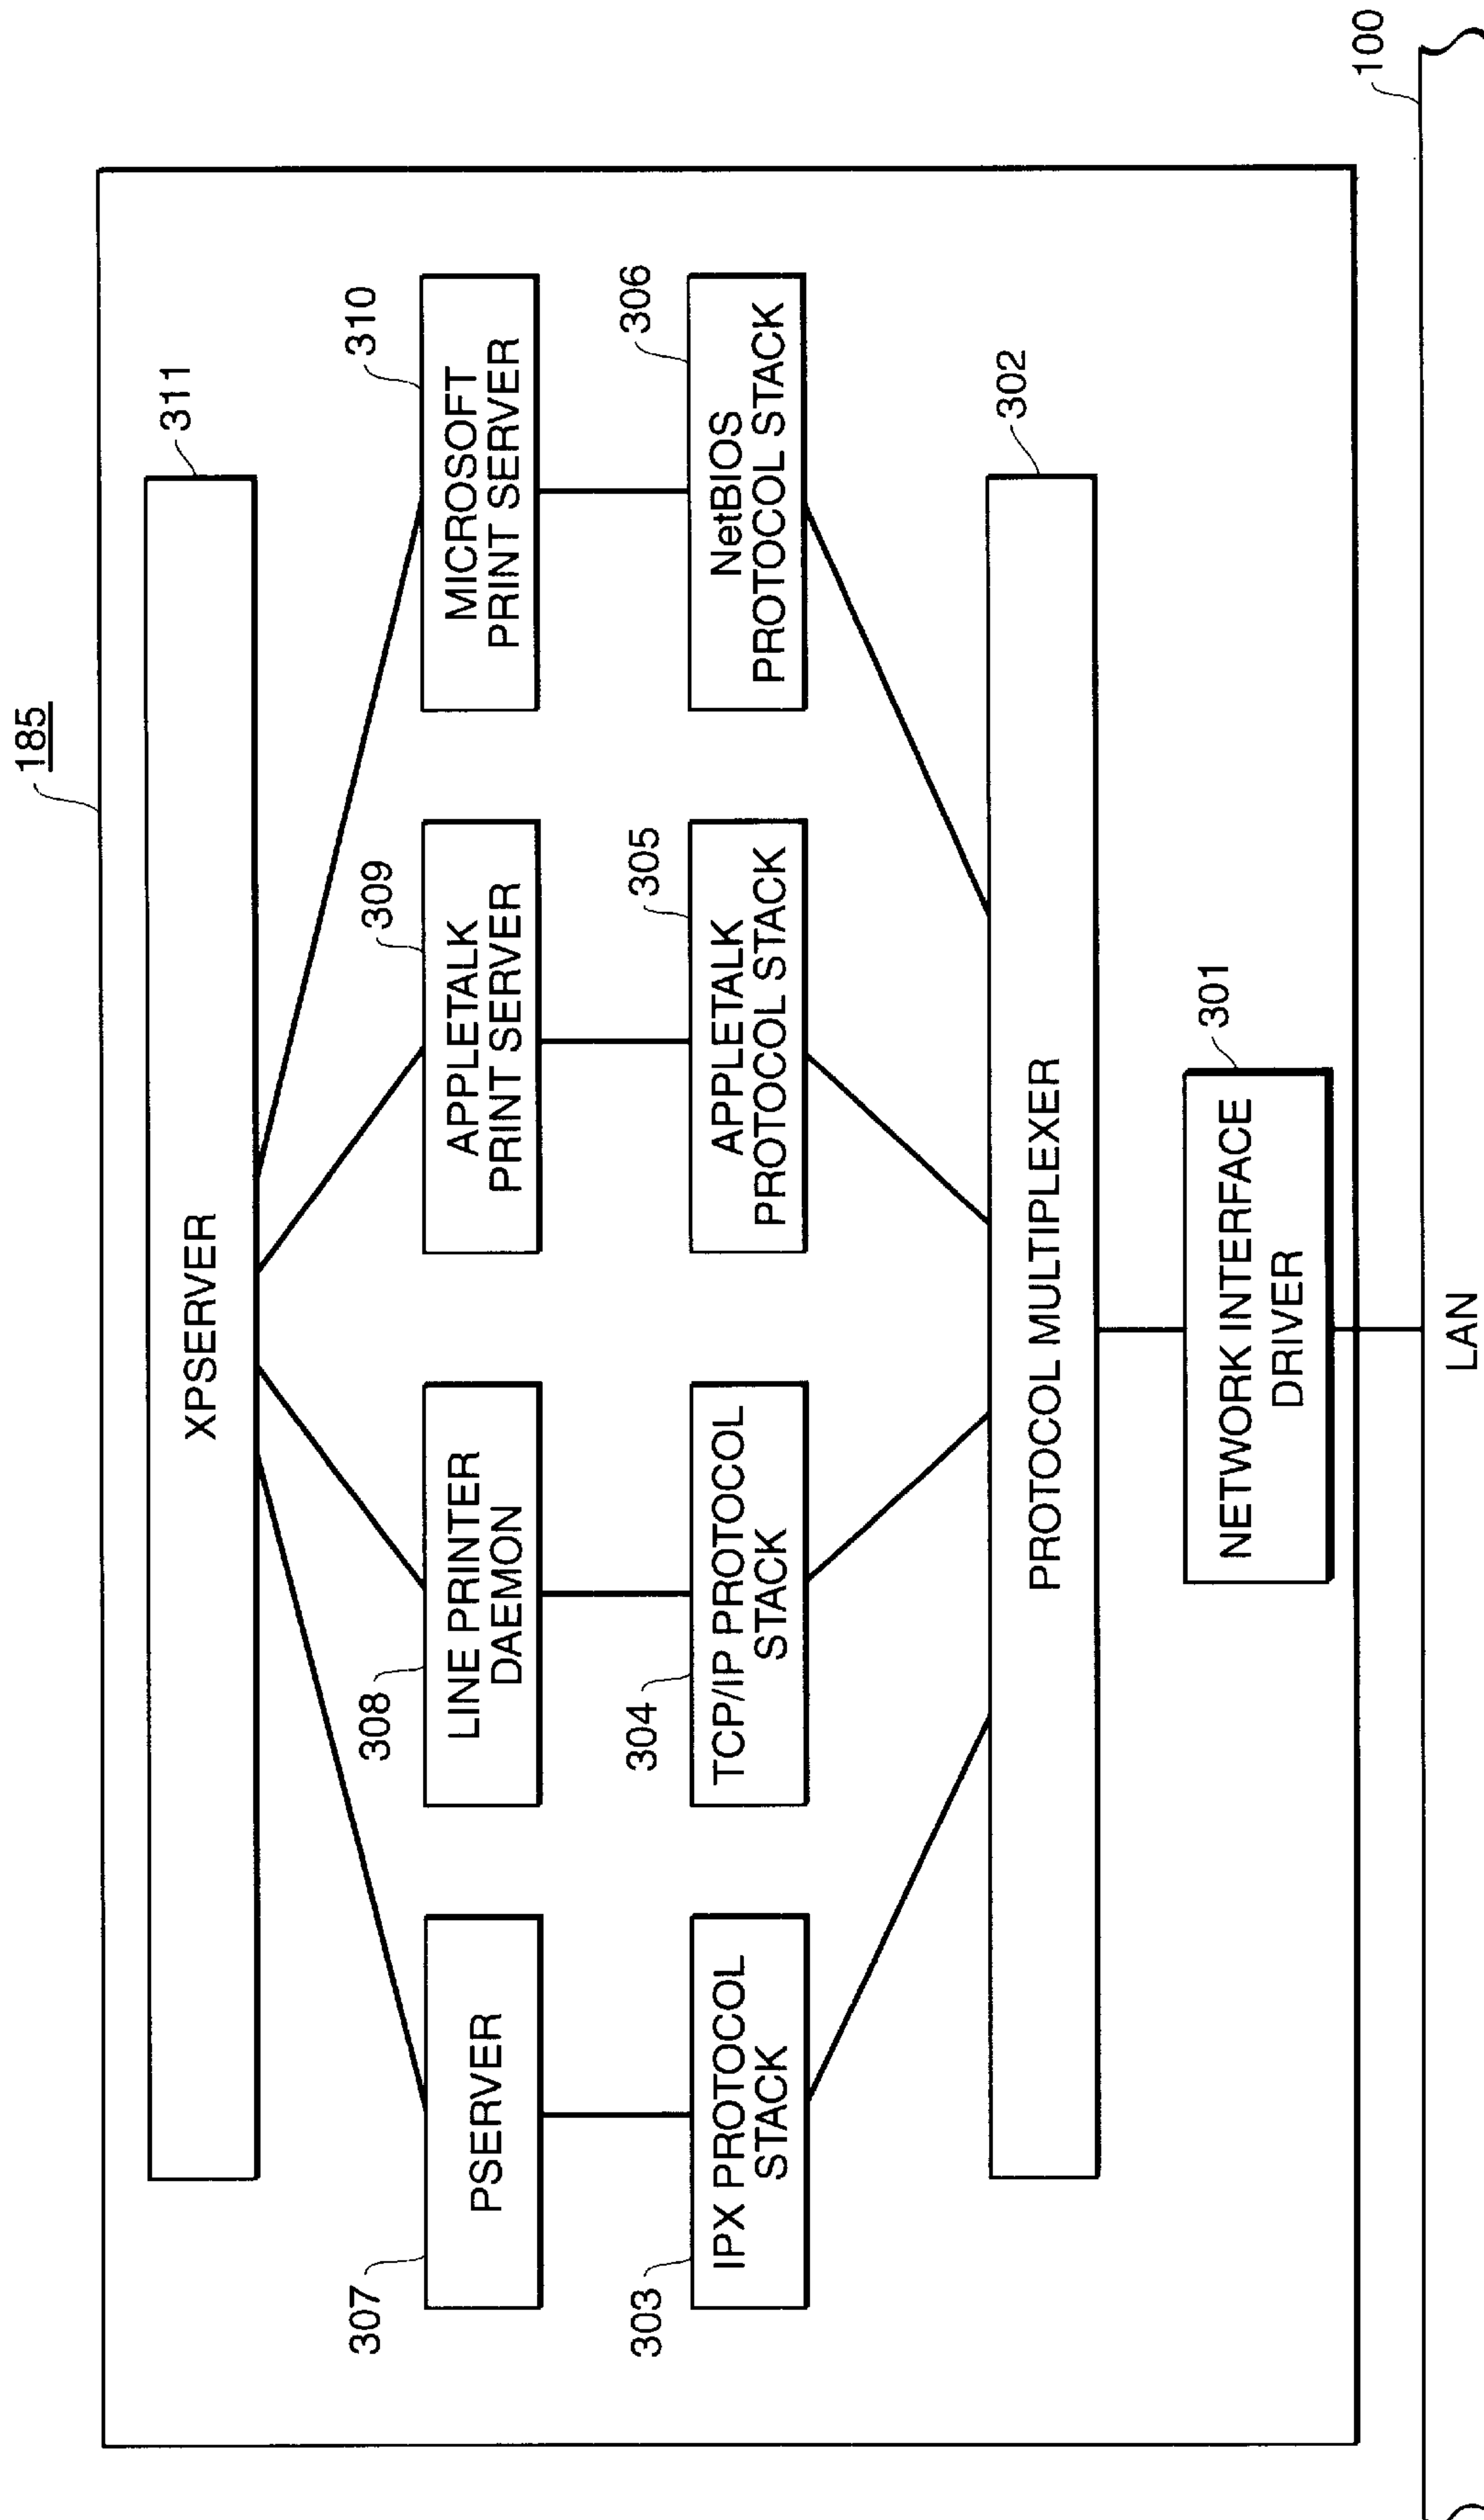 185
XPSERVER
311
307
PSERVER
308
LINE PRINTER
DAEMON
309
APPLETALK
PRINT SERVER
310
MICROSOFT
PRINT SERVER
303
IPX PROTOCOL
STACK
304
TCP/IP PROTOCOL
STACK
305
APPLETALK
PROTOCOL STACK
306
NetBIOS
PROTOCOL STACK
PROTOCOL MULTIPLEXER
302
NETWORK INTERFACE
DRIVER
301
100
LAN